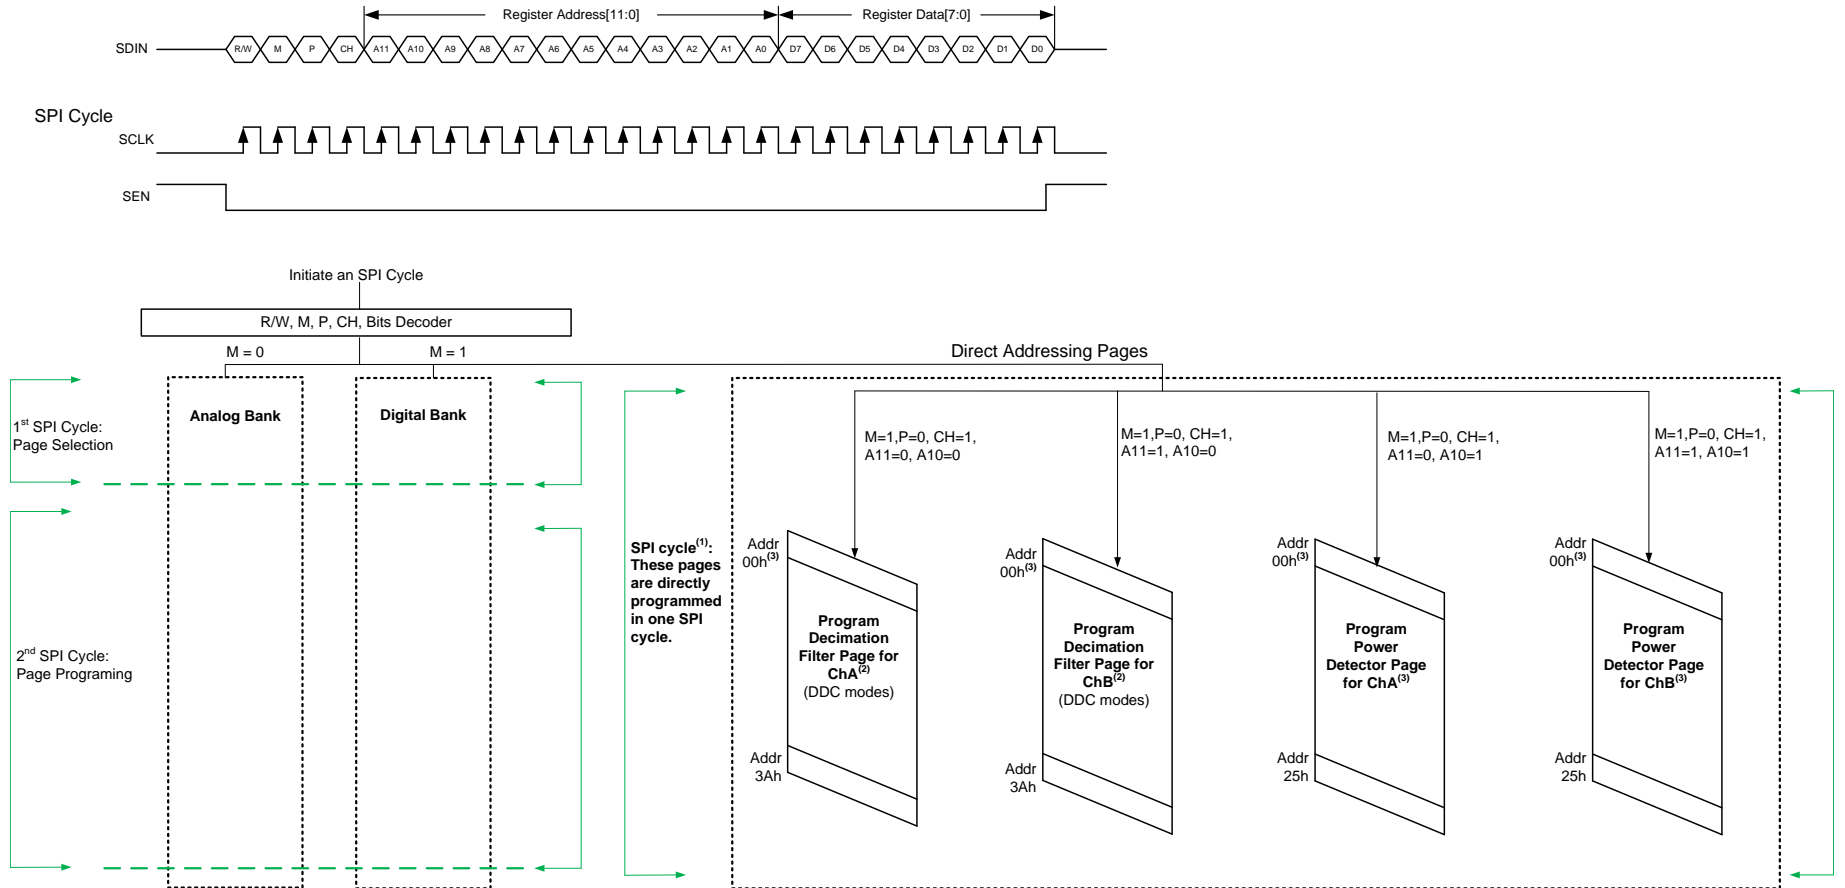 Register Address[11:0]
Register Data[7:0]
SDIN
R/W M P CH A11 A10 A9 A8 A7 A6 A5 A4 A3 A2 A1 A0 D7 D6 D5 D4 D3 D2 D1 D0
SPI Cycle
SCLK
SEN
Initiate an SPI Cycle
R/W, M, P, CH, Bits Decoder
M = 0
M = 1
Direct Addressing Pages
1st SPI Cycle:
Page Selection
Analog Bank
Digital Bank
2nd SPI Cycle:
Page Programing
SPI cycle(1):
These pages
are directly
programmed
in one SPI
cycle.
M=1,P=0, CH=1,
A11=0, A10=0
M=1,P=0, CH=1,
A11=1, A10=0
M=1,P=0, CH=1,
A11=0, A10=1
M=1,P=0, CH=1,
A11=1, A10=1
Addr
00h(3)
Program
Decimation
Filter Page for
ChA(2)
(DDC modes)
Addr
3Ah
Addr
00h(3)
Program
Decimation
Filter Page for
ChB(2)
(DDC modes)
Addr
3Ah
Addr
00h(3)
Program
Power
Detector Page
for ChA(3)
Addr
25h
Addr
00h(3)
Program
Power
Detector Page
for ChB(3)
Addr
25h